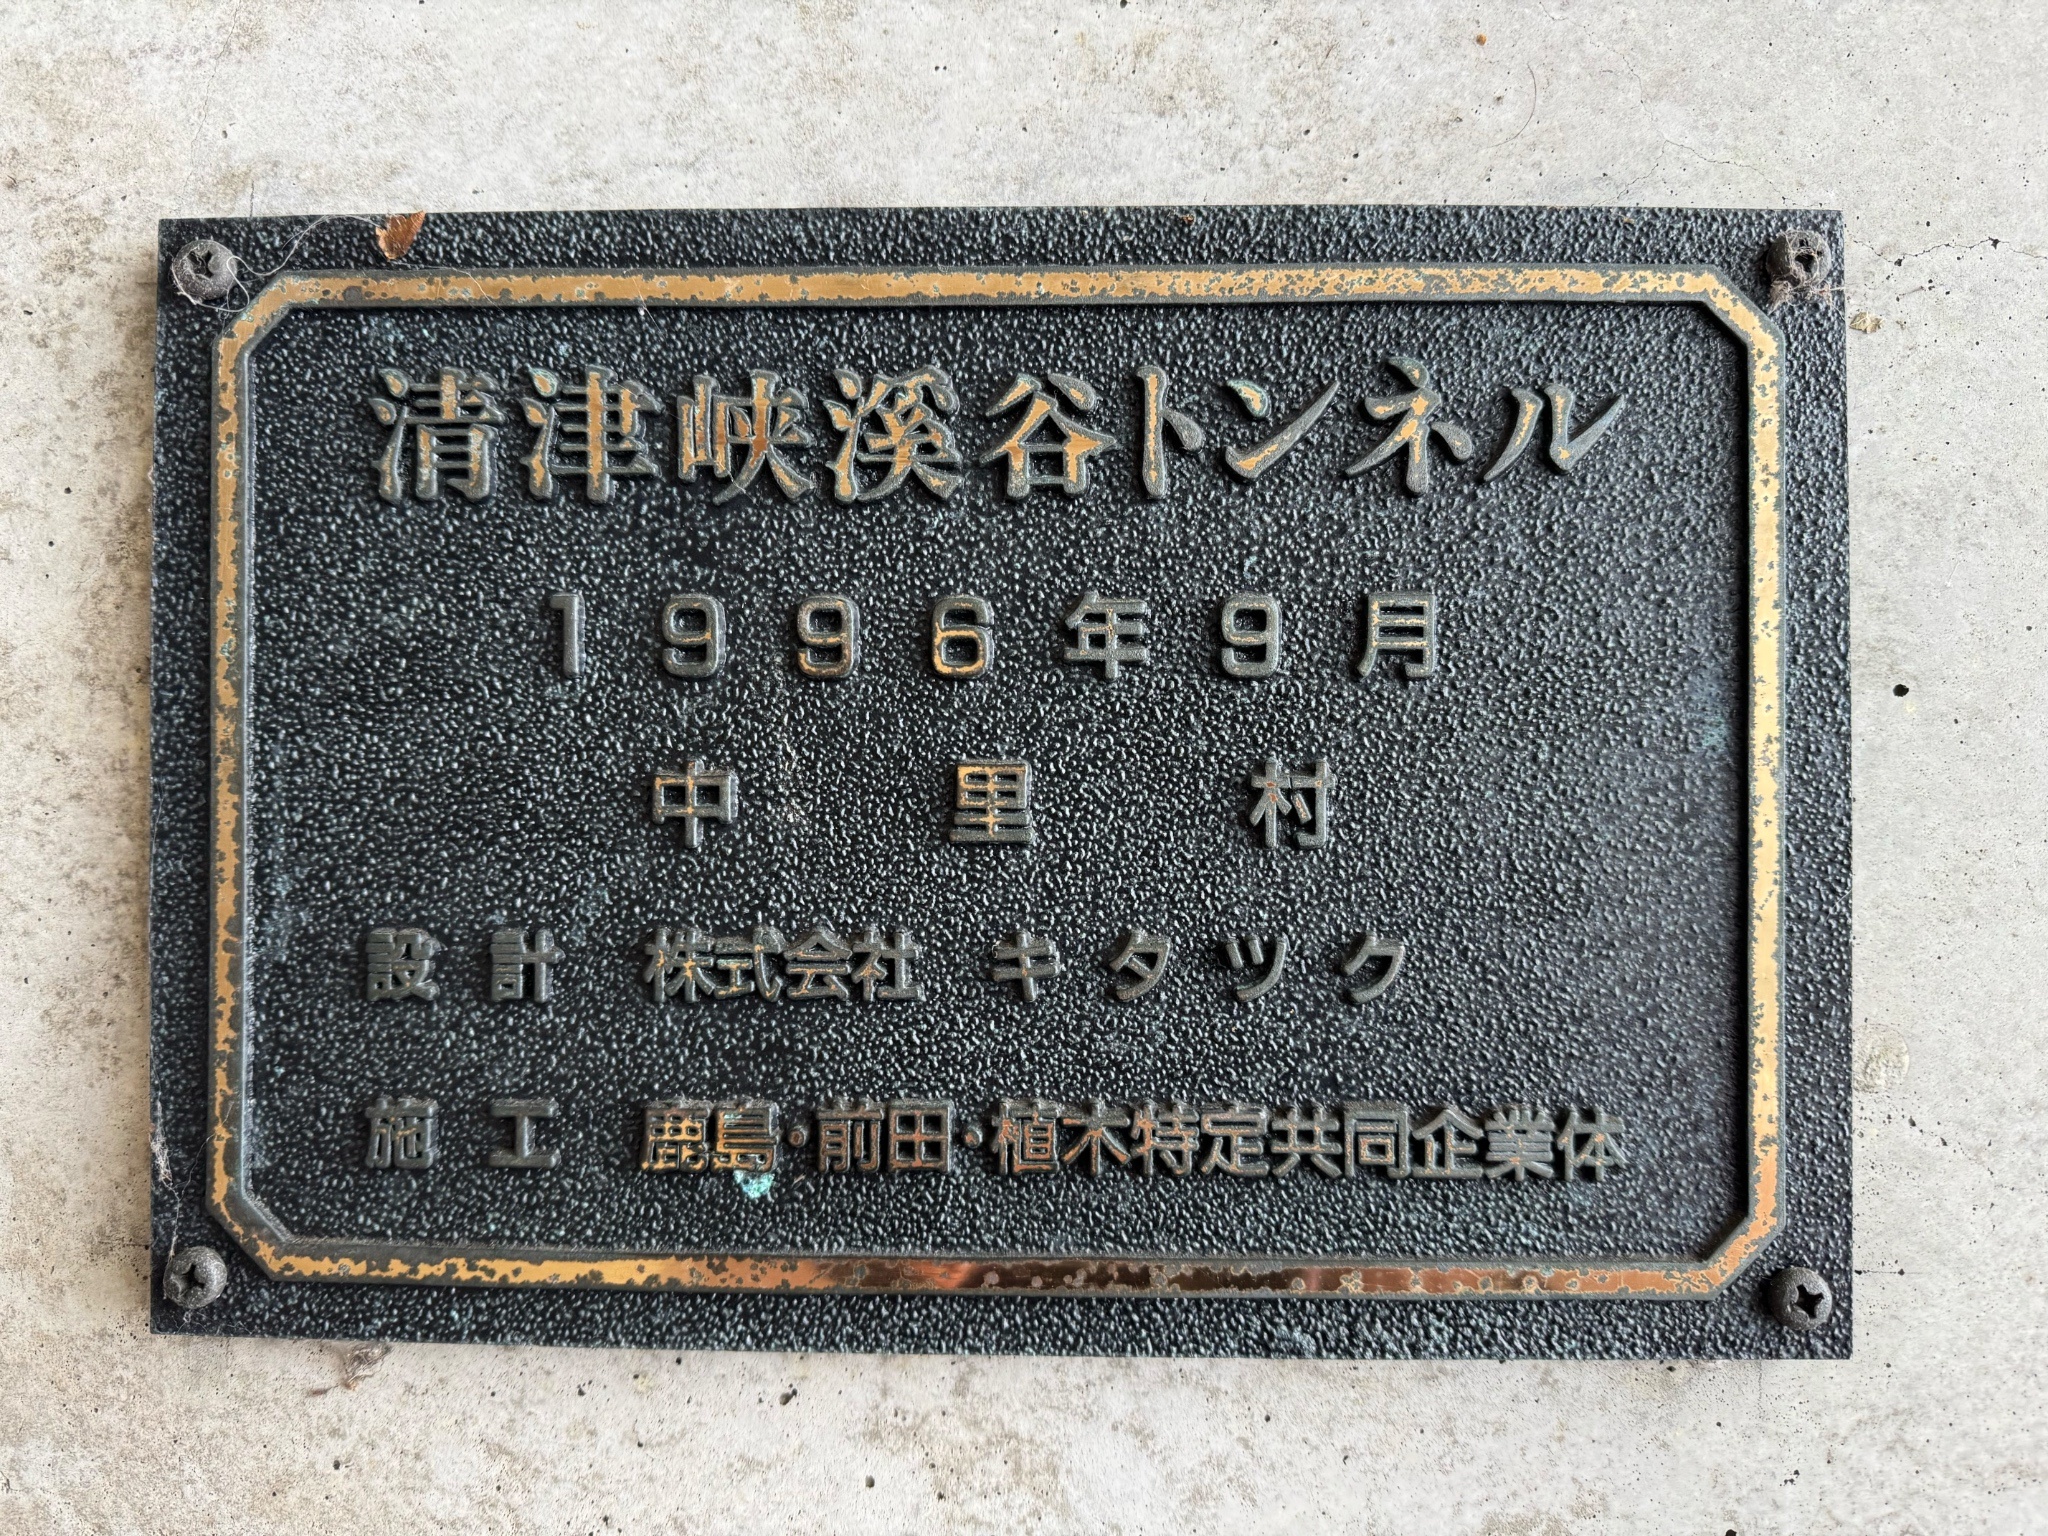 清津峡渓谷トンネル
1996年9月
中里村
設計 株式会社 キタツク
施工 鹿島・前田・植木特定共同企業体